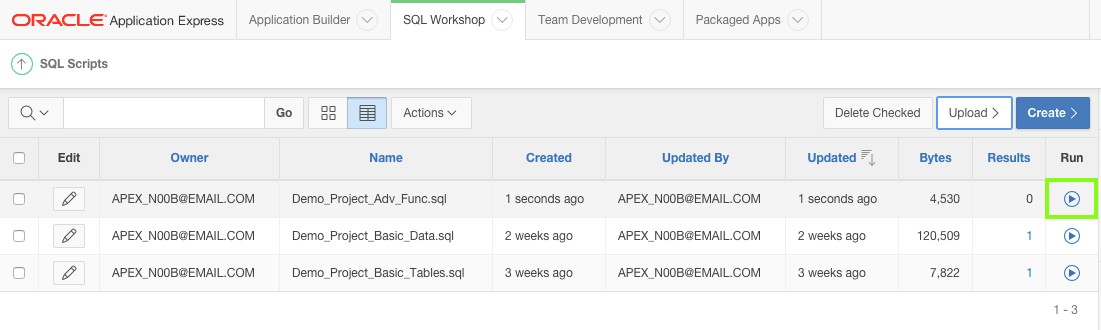 ORACLE Application Express Application Builder SQL Workshop Team Development Packaged Apps
SQL Scripts
Go Actions Delete Checked Upload Create
Edit Owner Name Created Updated By Updated Bytes Results Run
APEX_N00B@EMAIL.COM Demo_Project_Adv_Func.sql 1 seconds ago APEX_N00B@EMAIL.COM 1 seconds ago 4,530 0
APEX_N00B@EMAIL.COM Demo_Project_Basic_Data.sql 2 weeks ago APEX_N00B@EMAIL.COM 2 weeks ago 120,509 1
APEX_N00B@EMAIL.COM Demo_Project_Basic_Tables.sql 3 weeks ago APEX_N00B@EMAIL.COM 3 weeks ago 7,822 1
1 - 3